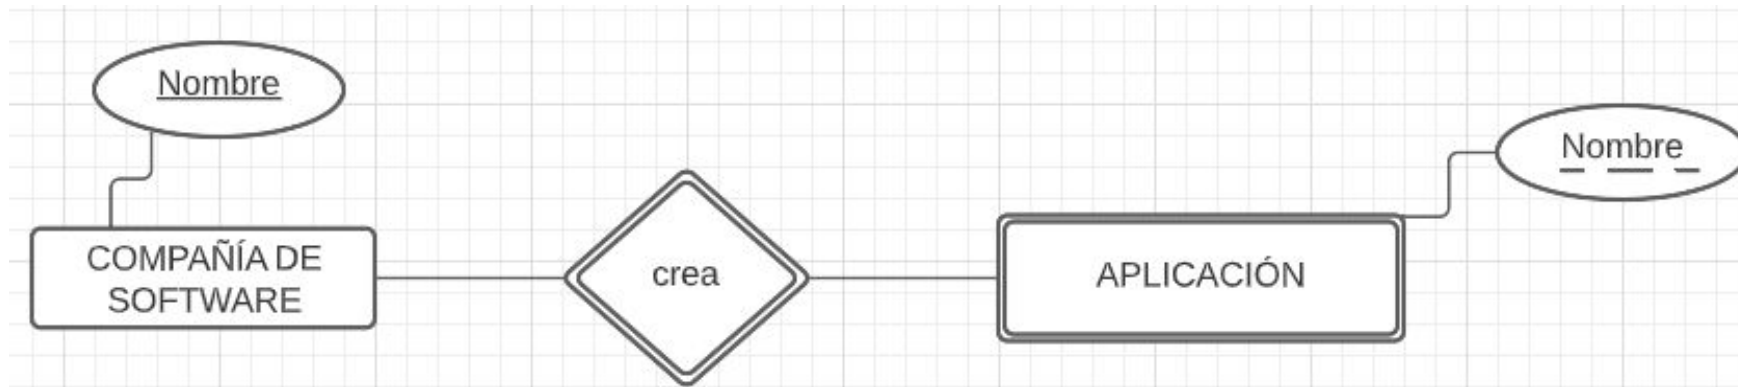 Nombre
Nombre
COMPAÑÍA DE
SOFTWARE
crea
APLICACIÓN